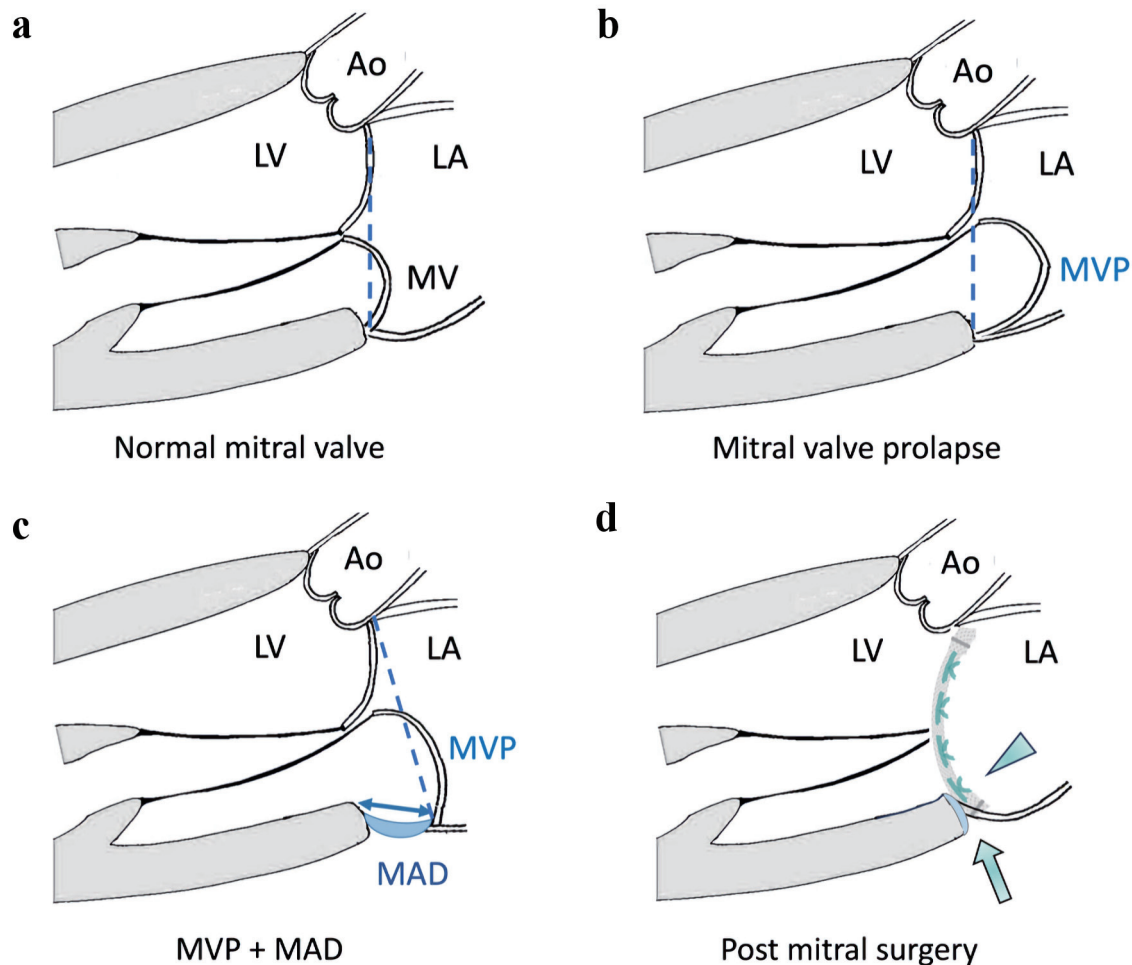 a
Ao
LV
LA
MV
Normal mitral valve
b
Ao
LV
LA
MVP
Mitral valve prolapse
c
Ao
LV
LA
MVP
MAD
MVP + MAD
d
Ao
LV
LA
Post mitral surgery